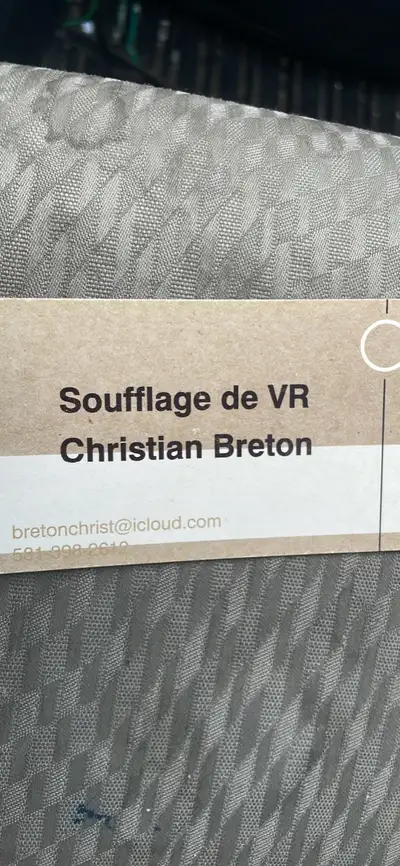 Soufflage de VR
Christian Breton
bretonchrist@icloud.com